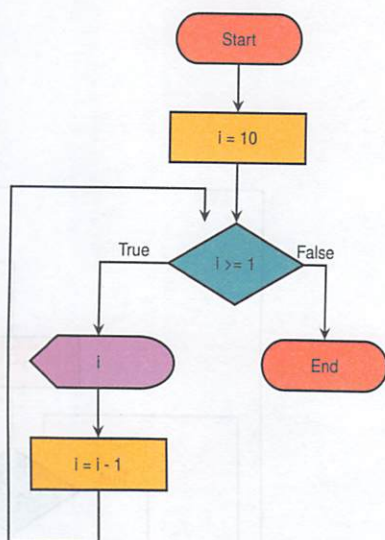 Start
i = 10
i >= 1
True
False
i
End
i = i - 1